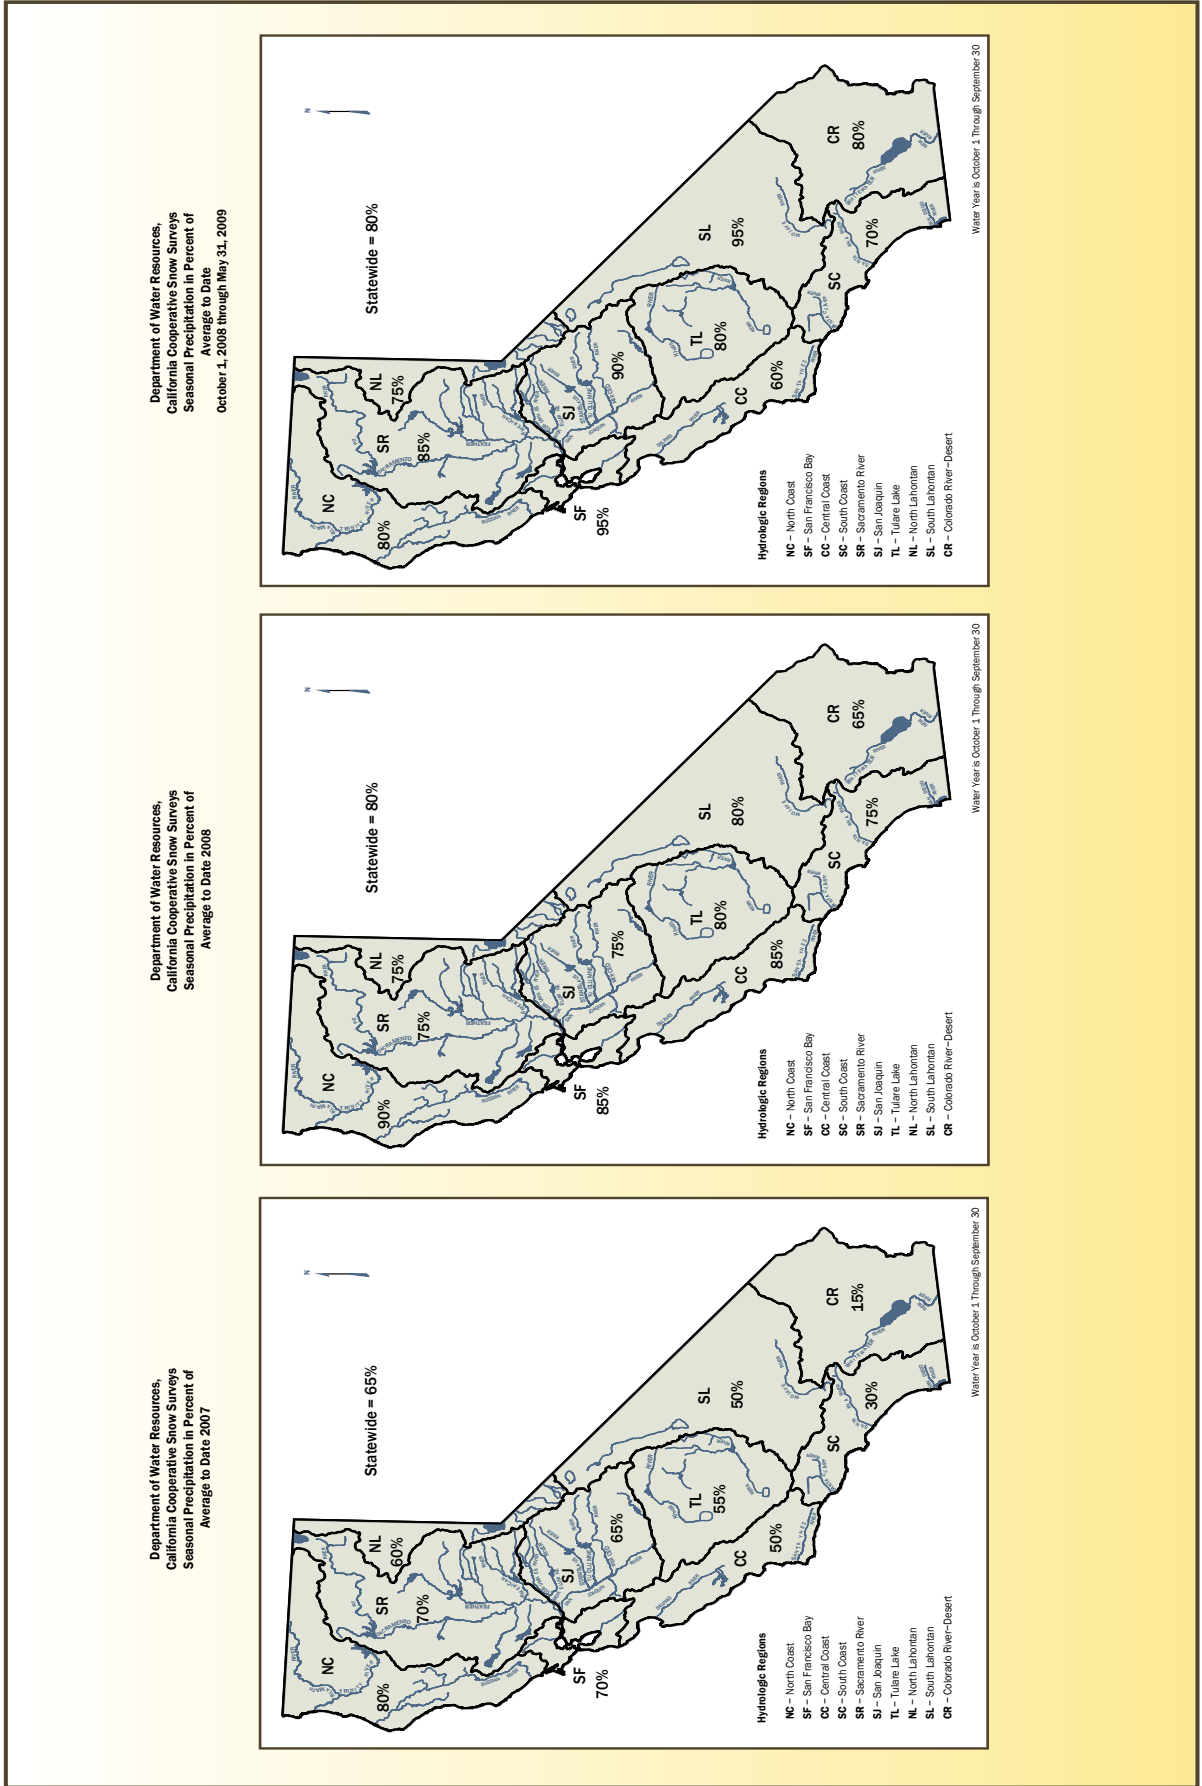 Department of Water Resources,
California Cooperative Snow Surveys
Seasonal Precipitation in Percent of
Average to Date 2007
N
Statewide = 65%
NC
80%
SR
70%
NL
60%
SF
70%
SJ
65%
TL
55%
CC
50%
SL
50%
SC
30%
CR
15%
Hydrologic Regions
NC – North Coast
SF – San Francisco Bay
CC – Central Coast
SC – South Coast
SR – Sacramento River
SJ – San Joaquin
TL – Tulare Lake
NL – North Lahontan
SL – South Lahontan
CR – Colorado River–Desert
Water Year is October 1 Through September 30
Department of Water Resources,
California Cooperative Snow Surveys
Seasonal Precipitation in Percent of
Average to Date 2008
N
Statewide = 80%
NC
90%
SR
75%
NL
75%
SF
85%
SJ
75%
TL
80%
CC
85%
SL
80%
SC
75%
CR
65%
Hydrologic Regions
NC – North Coast
SF – San Francisco Bay
CC – Central Coast
SC – South Coast
SR – Sacramento River
SJ – San Joaquin
TL – Tulare Lake
NL – North Lahontan
SL – South Lahontan
CR – Colorado River–Desert
Water Year is October 1 Through September 30
Department of Water Resources,
California Cooperative Snow Surveys
Seasonal Precipitation in Percent of
Average to Date
October 1, 2008 through May 31, 2009
N
Statewide = 80%
NC
80%
SR
85%
NL
75%
SF
95%
SJ
90%
TL
80%
CC
60%
SL
95%
SC
70%
CR
80%
Hydrologic Regions
NC – North Coast
SF – San Francisco Bay
CC – Central Coast
SC – South Coast
SR – Sacramento River
SJ – San Joaquin
TL – Tulare Lake
NL – North Lahontan
SL – South Lahontan
CR – Colorado River–Desert
Water Year is October 1 Through September 30